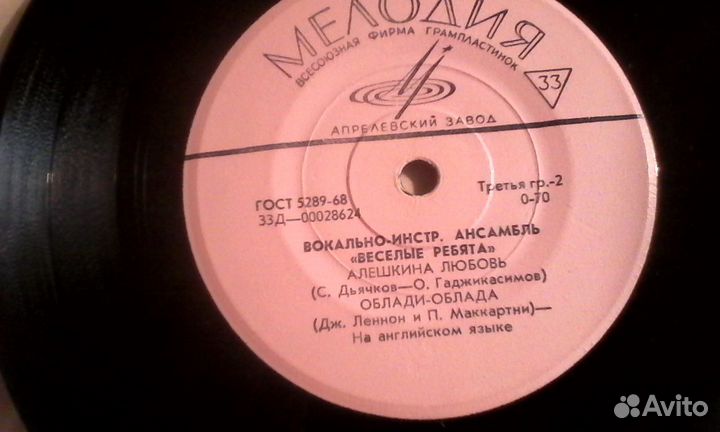 МЕЛОДИЯ
ВСЕСОЮЗНАЯ ФИРМА ГРАМПЛАСТИНОК
33
АПРЕЛЕВСКИЙ ЗАВОД
ГОСТ 5289-68
33Д—00028624
Третья гр.-2
0-70
ВОКАЛЬНО-ИНСТР. АНСАМБЛЬ
«ВЕСЕЛЫЕ РЕБЯТА»
АЛЕШКИНА ЛЮБОВЬ
(С. Дьячков—О. Гаджикасимов)
ОБЛАДИ-ОБЛАДА
(Дж. Леннон и П. Маккартни)—
На английском языке
Avito